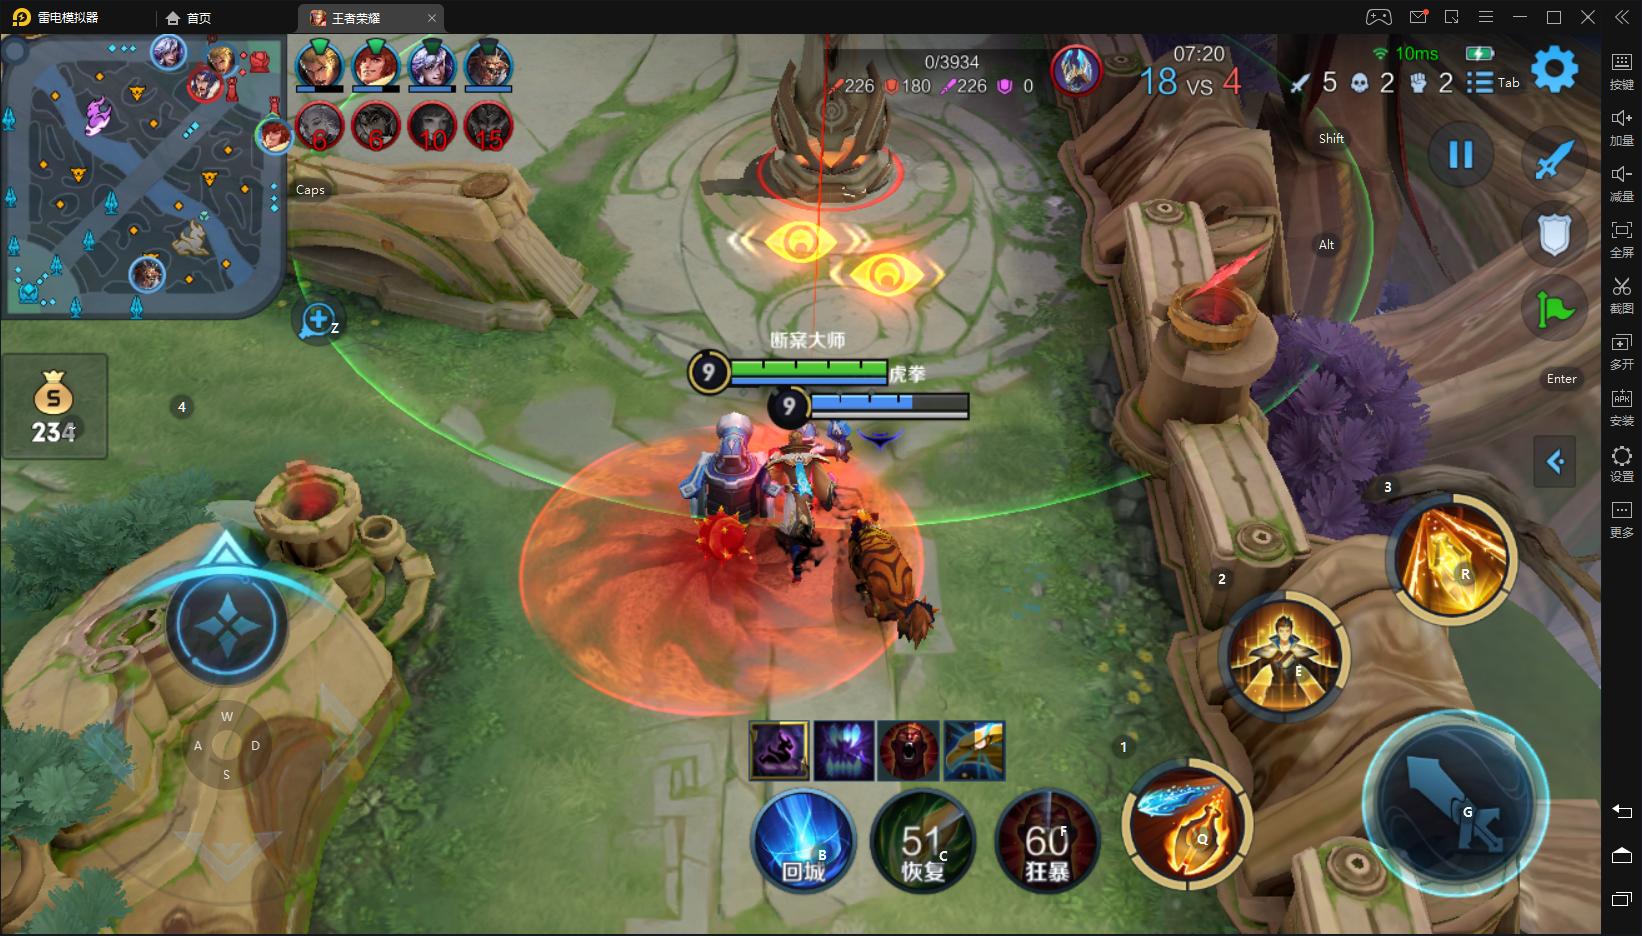 雷电模拟器
首页
王者荣耀
0/3934
226 180 226 0
07:20
18 VS 4
10ms
5 2 2 Tab
6 6 10 15
Caps
Shift
Alt
Enter
Z
4
断案大师
9
虎拳
9
3
R
2
E
1
Q
G
W
A D
S
B
回城
51
C
恢复
60
F
狂暴
按键
加量
减量
全屏
截图
多开
APK
安装
设置
更多